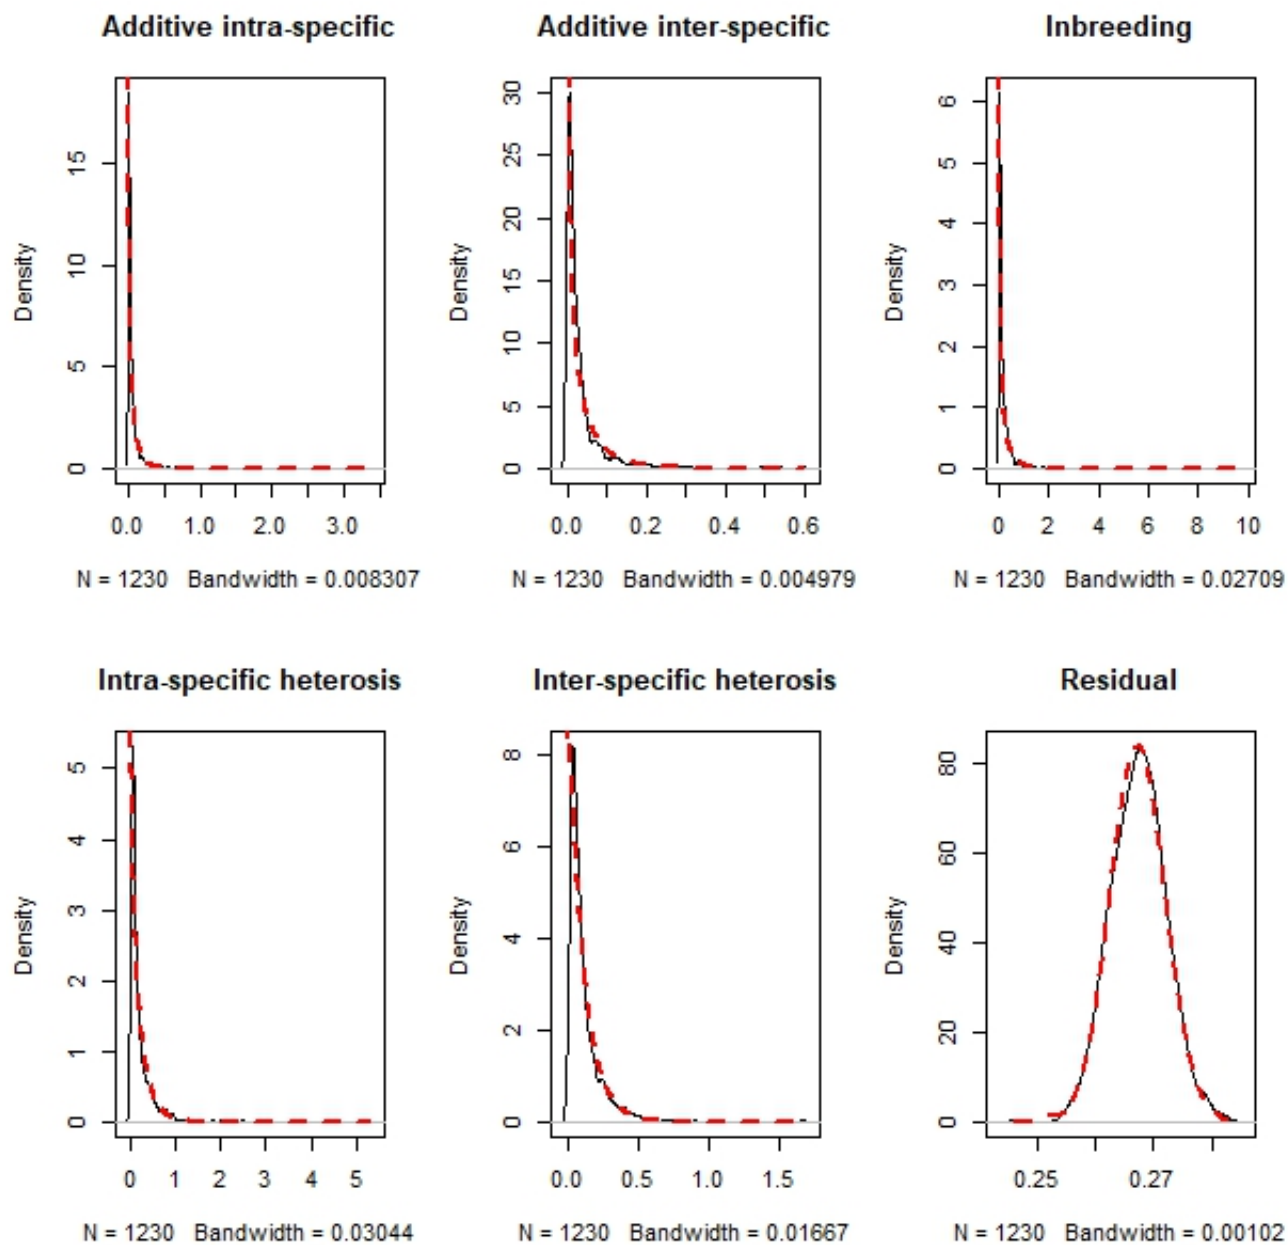 Additive intra-specific
Density
0 5 10 15
0.0 1.0 2.0 3.0
N = 1230 Bandwidth = 0.008307
Additive inter-specific
Density
0 5 10 15 20 25 30
0.0 0.2 0.4 0.6
N = 1230 Bandwidth = 0.004979
Inbreeding
Density
0 1 2 3 4 5 6
0 2 4 6 8 10
N = 1230 Bandwidth = 0.02709
Intra-specific heterosis
Density
0 1 2 3 4 5
0 1 2 3 4 5
N = 1230 Bandwidth = 0.03044
Inter-specific heterosis
Density
0 2 4 6 8
0.0 0.5 1.0 1.5
N = 1230 Bandwidth = 0.01667
Residual
Density
0 20 40 60 80
0.25 0.27
N = 1230 Bandwidth = 0.00102